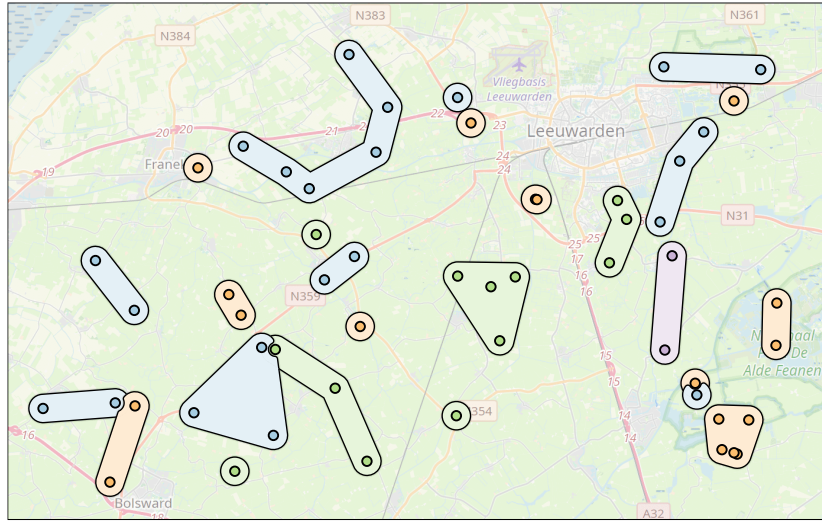 N383
N361
N384
Vliegbasis
Leeuwarden
22
20 20
21
23
Leeuwarden
24
24
19
N31
25
25
17
16
16
N359
15
15
354
14
14
Alde Feanen
16
Bolsward
A32
18